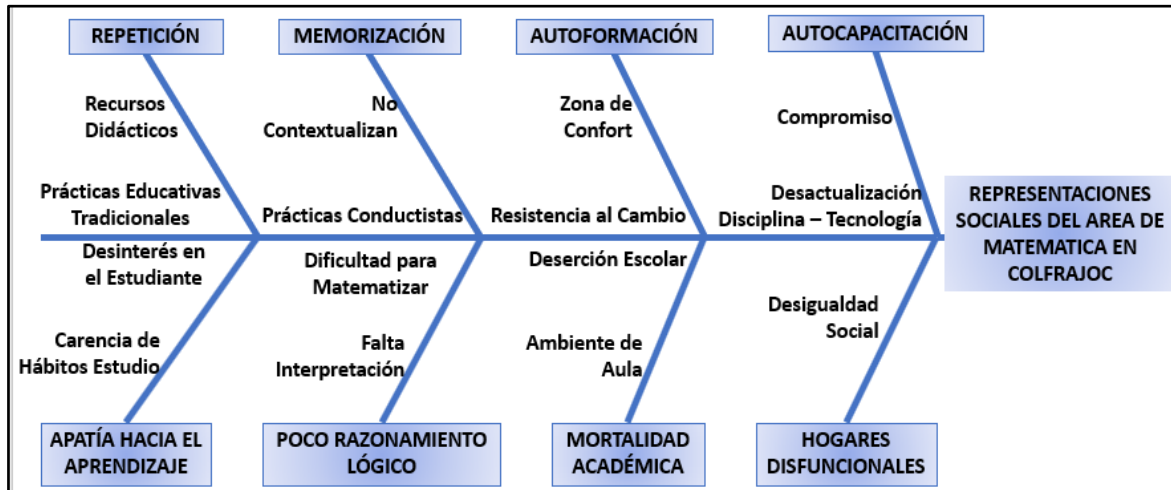 REPETICIÓN
MEMORIZACIÓN
AUTOFORMACIÓN
AUTOCAPACITACIÓN
Recursos
Didácticos
No
Contextualizan
Zona de
Confort
Compromiso
Prácticas Educativas
Tradicionales
Prácticas Conductistas
Resistencia al Cambio
Desactualización
Disciplina – Tecnología
REPRESENTACIONES
SOCIALES DEL AREA DE
MATEMATICA EN
COLFRAJOC
Desinterés en
el Estudiante
Dificultad para
Matematizar
Deserción Escolar
Desigualdad
Social
Carencia de
Hábitos Estudio
Falta
Interpretación
Ambiente de
Aula
APATÍA HACIA EL
APRENDIZAJE
POCO RAZONAMIENTO
LÓGICO
MORTALIDAD
ACADÉMICA
HOGARES
DISFUNCIONALES